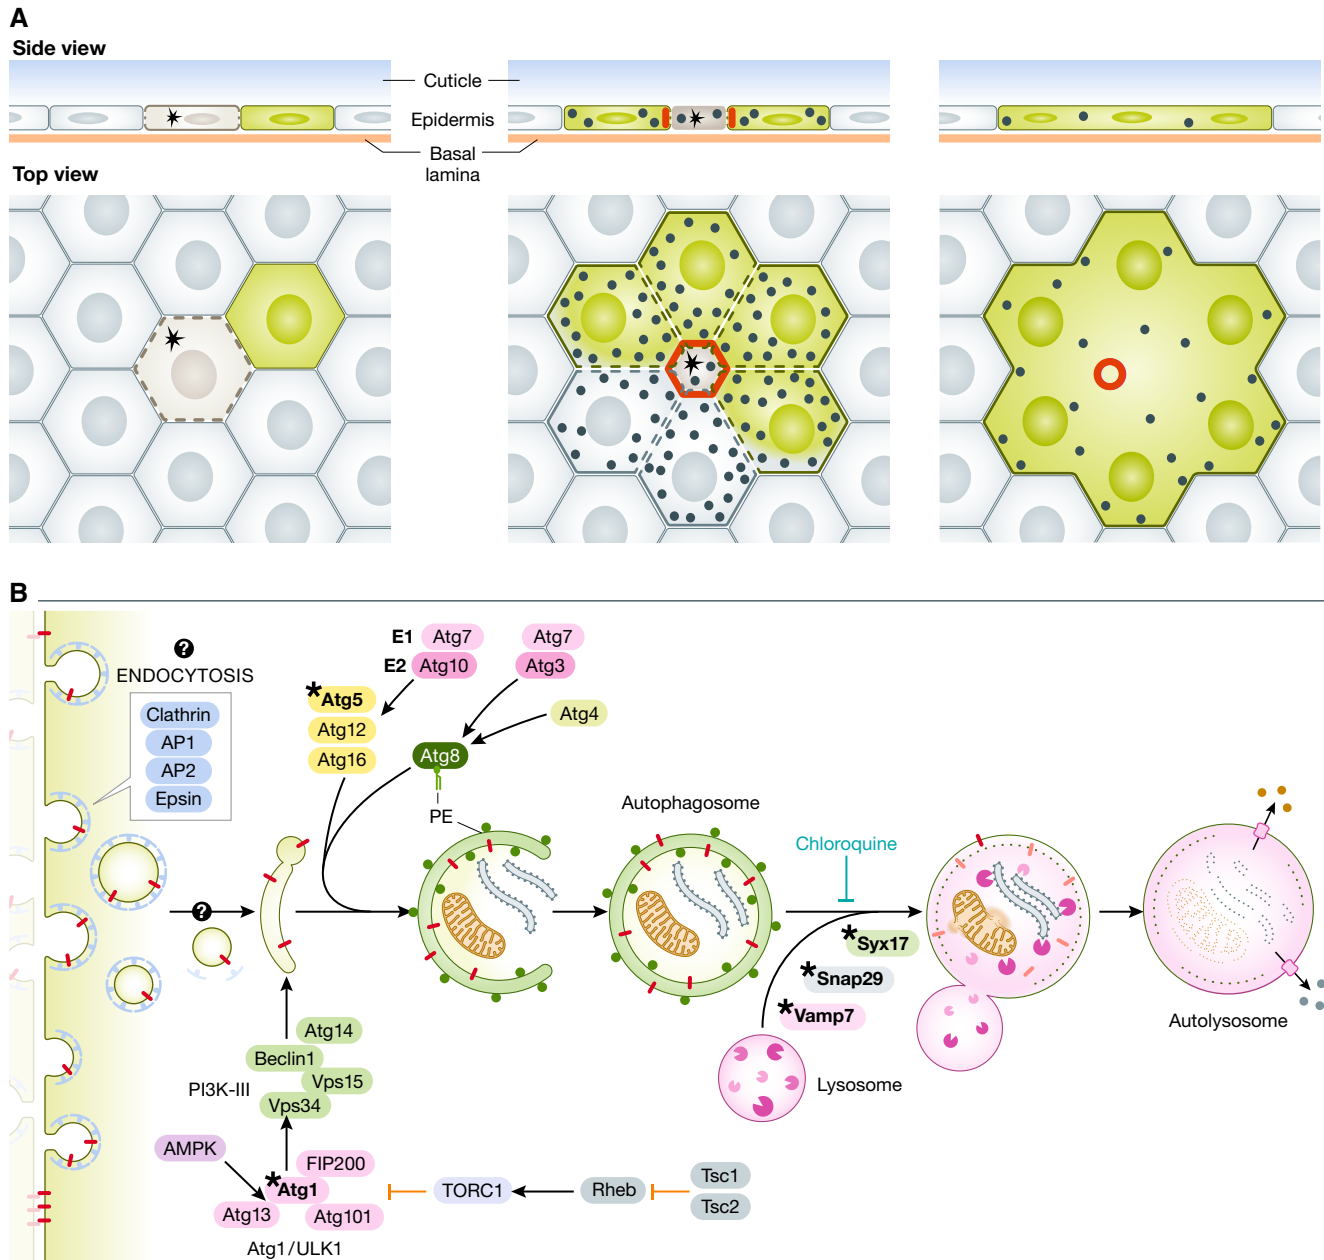 A
Side view
Cuticle
Epidermis
Basal
lamina
Top view
B
?
ENDOCYTOSIS
Clathrin
AP1
AP2
Epsin
E1 Atg7
E2 Atg10
Atg7
Atg3
*Atg5
Atg12
Atg16
Atg4
Atg8
PE
Autophagosome
Chloroquine
?
*Syx17
*Snap29
*Vamp7
Lysosome
Autolysosome
Atg14
Beclin1
Vps15
PI3K-III
Vps34
AMPK
FIP200
*Atg1
Atg13
Atg101
Atg1/ULK1
TORC1
Rheb
Tsc1
Tsc2